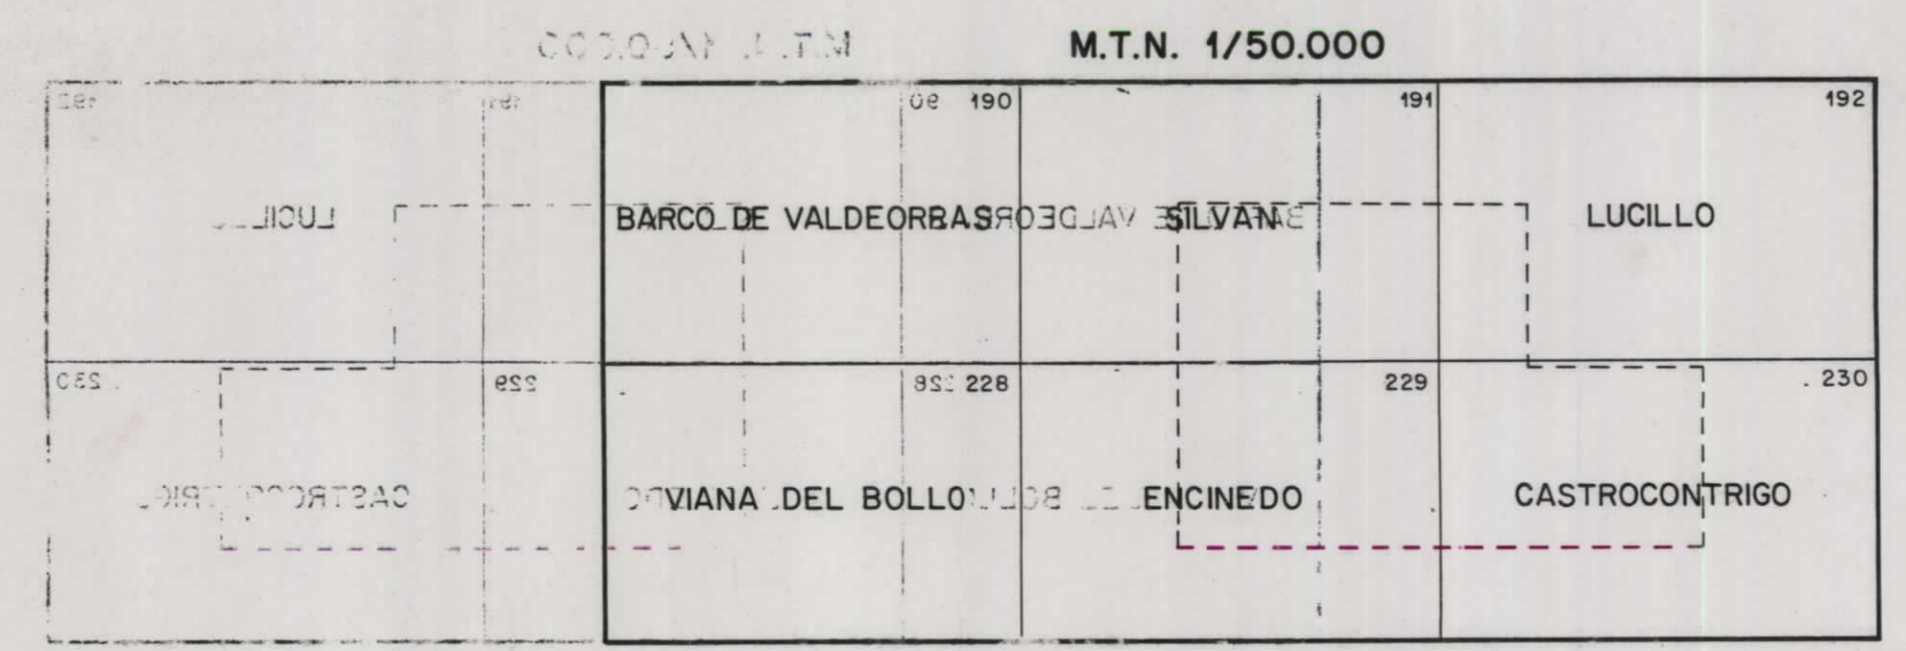 M.T.N. 1/50.000
190 191 192
BARCO DE VALDEORRAS SILVAN LUCILLO
228 229 230
VIANA DEL BOLLO ENCINEDO CASTROCONTRIGO